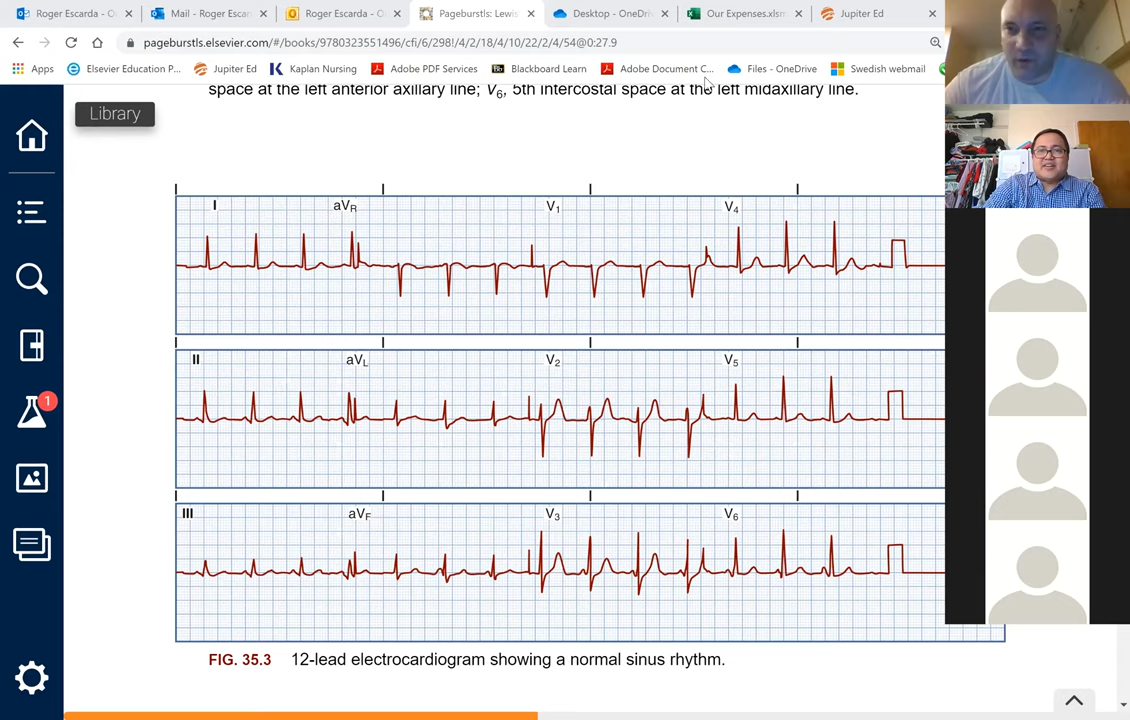 Roger Escarda - Ou
Mail - Roger Escar
Roger Escarda - O
Pageburstls: Lewis
Desktop - OneDri
Our Expenses.xlsm
Jupiter Ed
pageburstls.elsevier.com/#/books/9780323551496/cfi/6/298!/4/2/18/4/10/22/2/4/54@0:27.9
Apps
Elsevier Education P...
Jupiter Ed
Kaplan Nursing
Adobe PDF Services
Blackboard Learn
Adobe Document C...
Files - OneDrive
Swedish webmail
space at the left anterior axillary line; V6, 5th intercostal space at the left midaxillary line.
Library
I aVR V1 V4
II aVL V2 V5
III aVF V3 V6
1
FIG. 35.3 12-lead electrocardiogram showing a normal sinus rhythm.